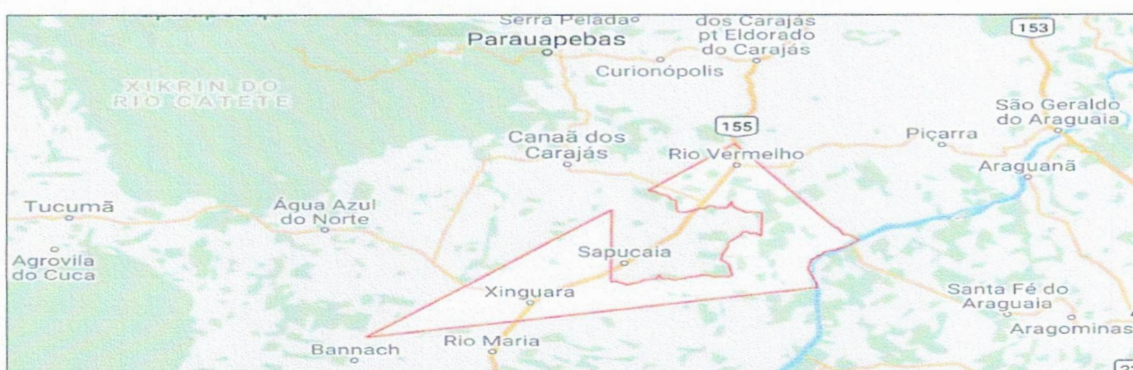 Serra Pelada
dos Carajás
pt Eldorado
do Carajás
153
Parauapebas
Curionópolis
XIKRIN DO
RIO CATETE
São Geraldo
do Araguaia
155
Canaã dos
Carajás
Piçarra
Rio Vermelho
Araguanã
Tucumã
Água Azul
do Norte
Agrovila
do Cuca
Sapucaia
Xinguara
Santa Fé do
Araguaia
Aragominas
Rio Maria
Bannach